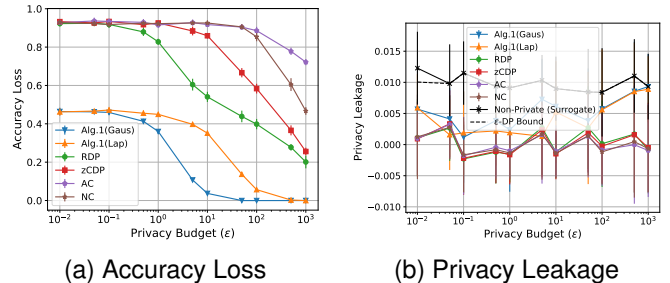 Accuracy Loss
1.0
0.8
0.6
0.4
0.2
0.0
Alg.1(Gaus)
Alg.1(Lap)
RDP
zCDP
AC
NC
10⁻² 10⁻¹ 10⁰ 10¹ 10² 10³
Privacy Budget (ε)
(a) Accuracy Loss
Privacy Leakage
0.015
0.010
0.005
0.000
−0.005
−0.010
Alg.1(Gaus)
Alg.1(Lap)
RDP
zCDP
AC
NC
Non-Private (Surrogate)
ε-DP Bound
10⁻² 10⁻¹ 10⁰ 10¹ 10² 10³
Privacy Budget (ε)
(b) Privacy Leakage